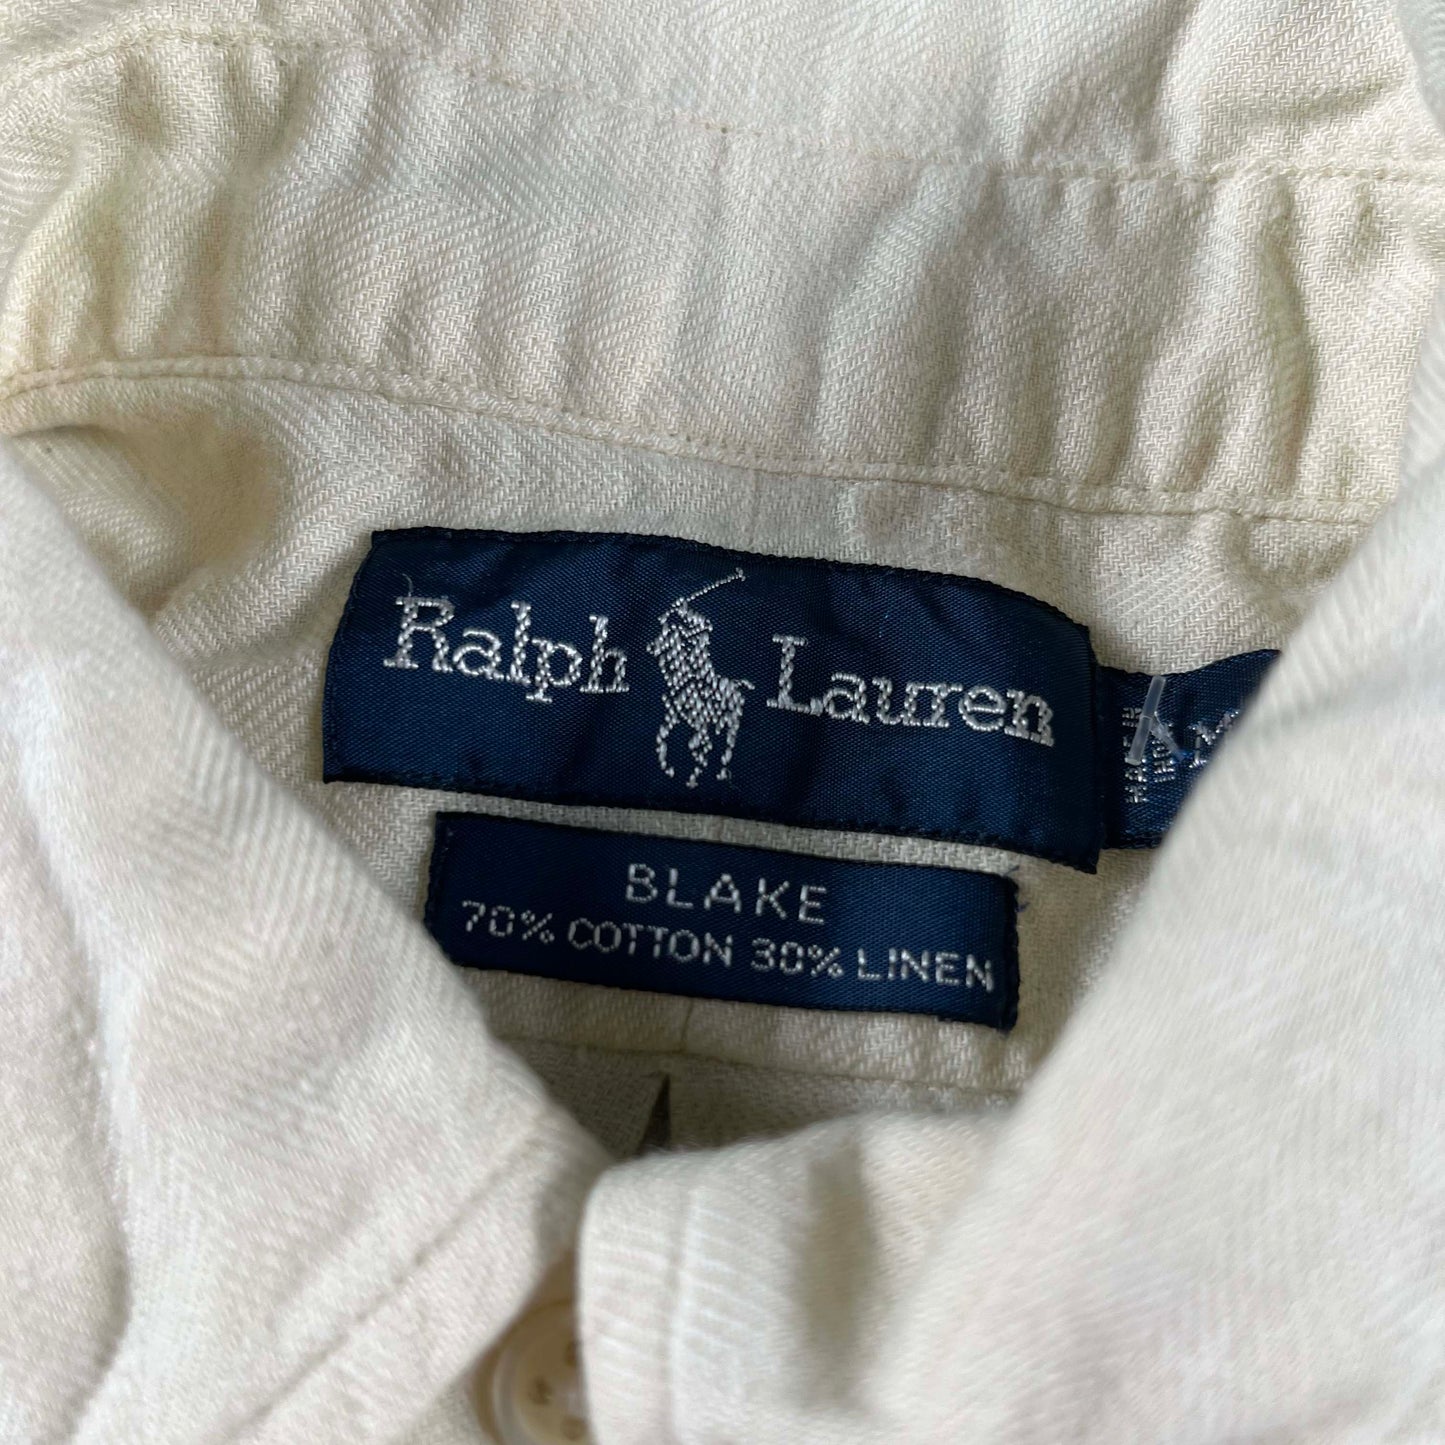 Ralph Lauren
M
BLAKE
70% COTTON 30% LINEN